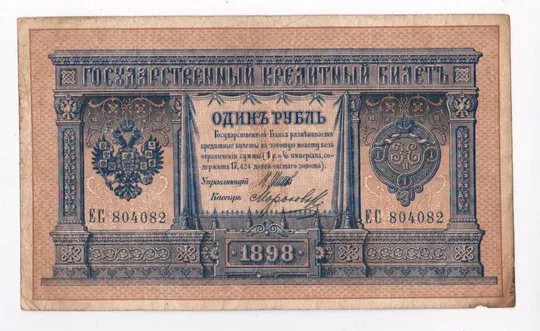 ГОСУДАРСТВЕННЫЙ КРЕДИТНЫЙ БИЛЕТЪ
ОДИНЪ РУБЛЬ
Государственный Банкъ размѣниваетъ
кредитные билеты на золотую монету безъ
ограниченія суммы (1 р. = 1/15 имперіала, со-
держитъ 17,424 долей чистаго золота).
Управляющій
Кассиръ
ЕС 804082
ЕС 804082
1898